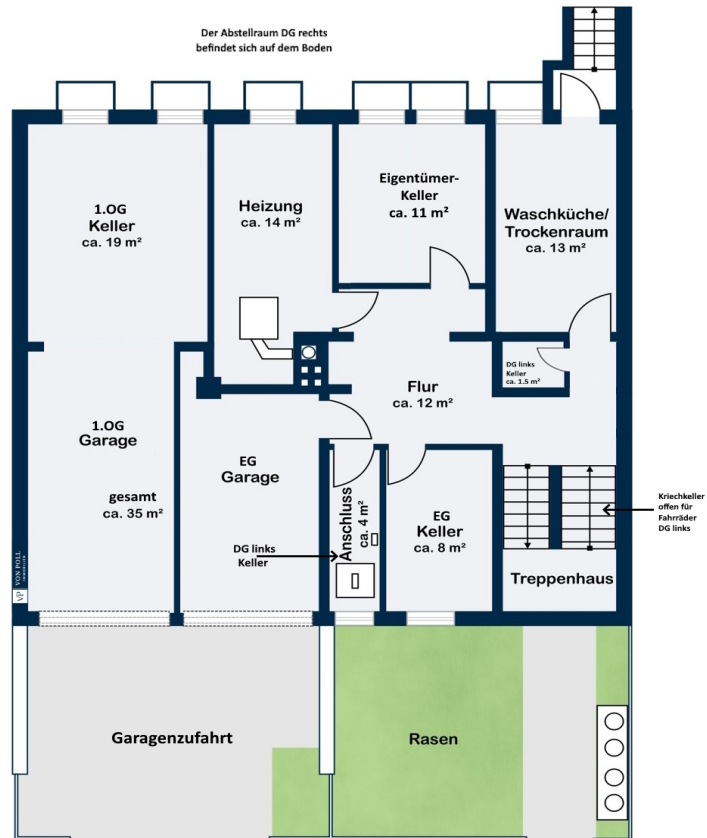 Der Abstellraum DG rechts
befindet sich auf dem Boden
1.OG
Keller
ca. 19 m²
Heizung
ca. 14 m²
Eigentümer-
Keller
ca. 11 m²
Waschküche/
Trockenraum
ca. 13 m²
DG links
Keller
ca. 1.5 m²
Flur
ca. 12 m²
1.OG
Garage
gesamt
ca. 35 m²
EG
Garage
DG links
Keller
Anschluss
ca. 4 m²
EG
Keller
ca. 8 m²
Kriechkeller
offen für
Fahrräder
DG links
Treppenhaus
VP VON POLL
IMMOBILIEN
Garagenzufahrt
Rasen